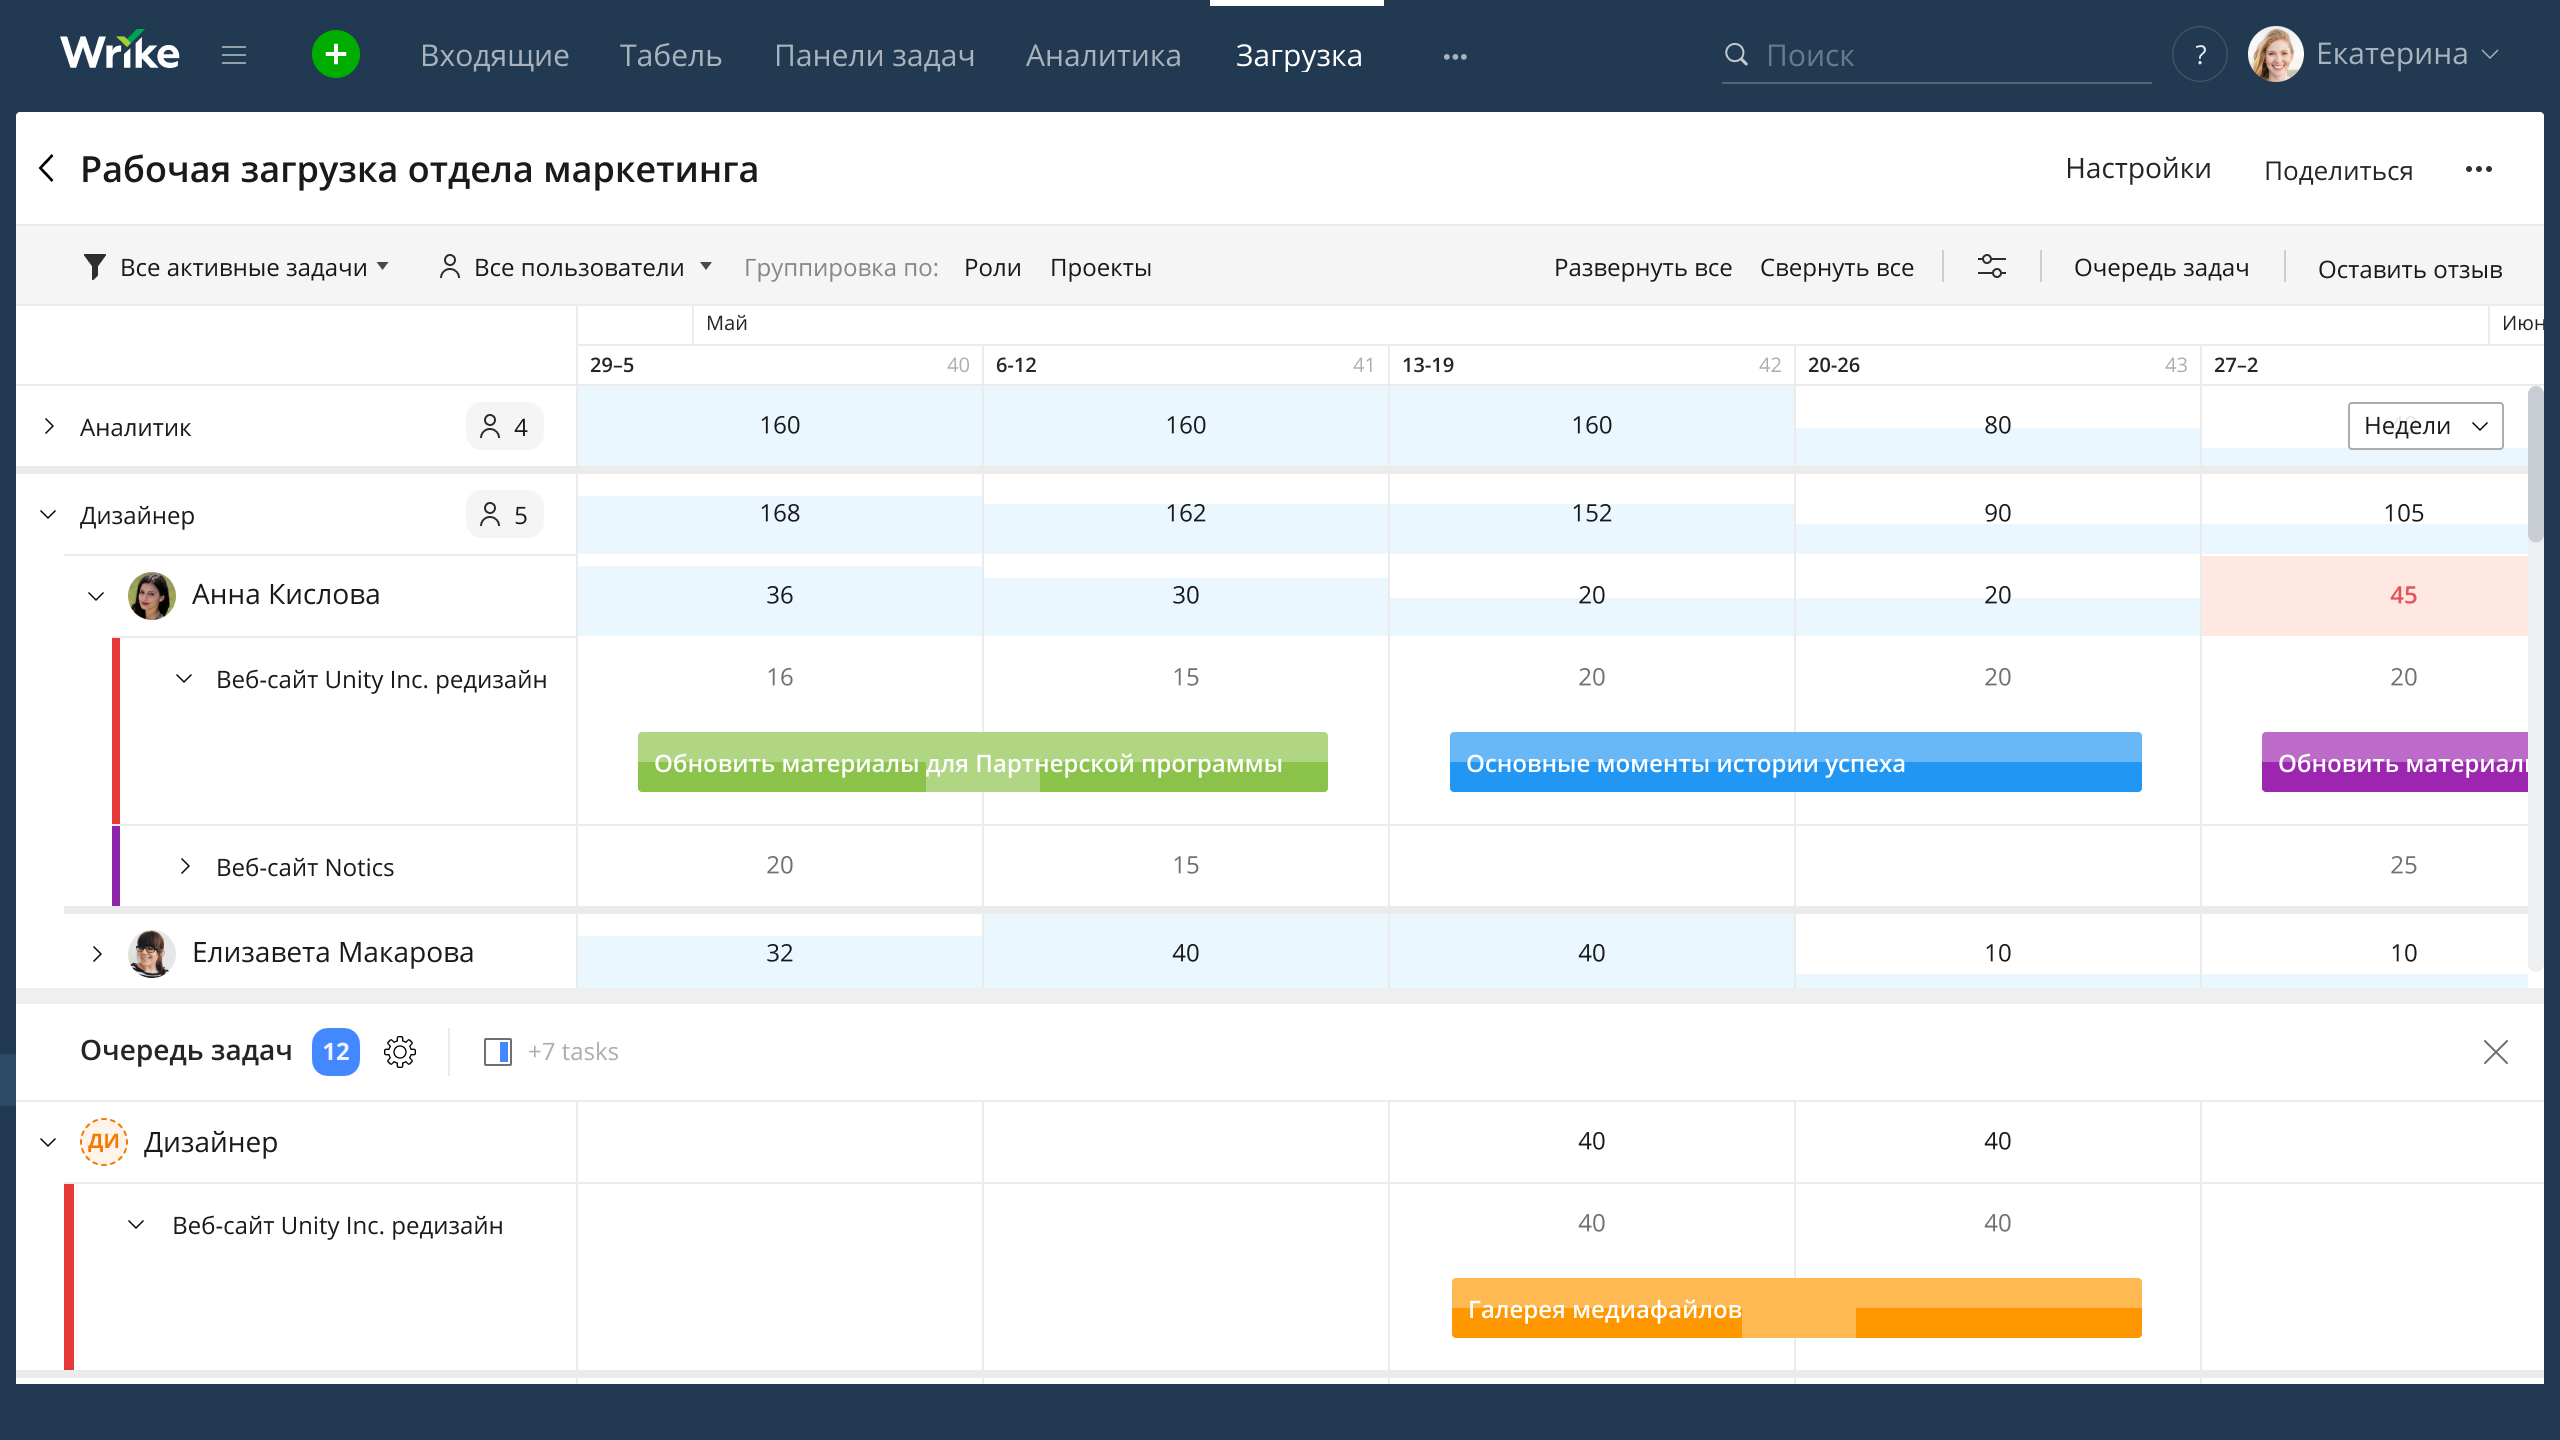 Wrike
Входящие Табель Панели задач Аналитика Загрузка Поиск ? Екатерина
Рабочая загрузка отдела маркетинга Настройки Поделиться
Все активные задачи Все пользователи Группировка по: Роли Проекты Развернуть все Свернуть все Очередь задач Оставить отзыв
Май Июн
29–5 40 6-12 41 13-19 42 20-26 43 27–2
Аналитик 4 160 160 160 80 Недели
Дизайнер 5 168 162 152 90 105
Анна Кислова 36 30 20 20 45
Веб-сайт Unity Inc. редизайн 16 15 20 20 20
Обновить материалы для Партнерской программы Основные моменты истории успеха Обновить материал
Веб-сайт Notics 20 15 25
Елизавета Макарова 32 40 40 10 10
Очередь задач 12 +7 tasks
ДИ Дизайнер 40 40
Веб-сайт Unity Inc. редизайн 40 40
Галерея медиафайлов